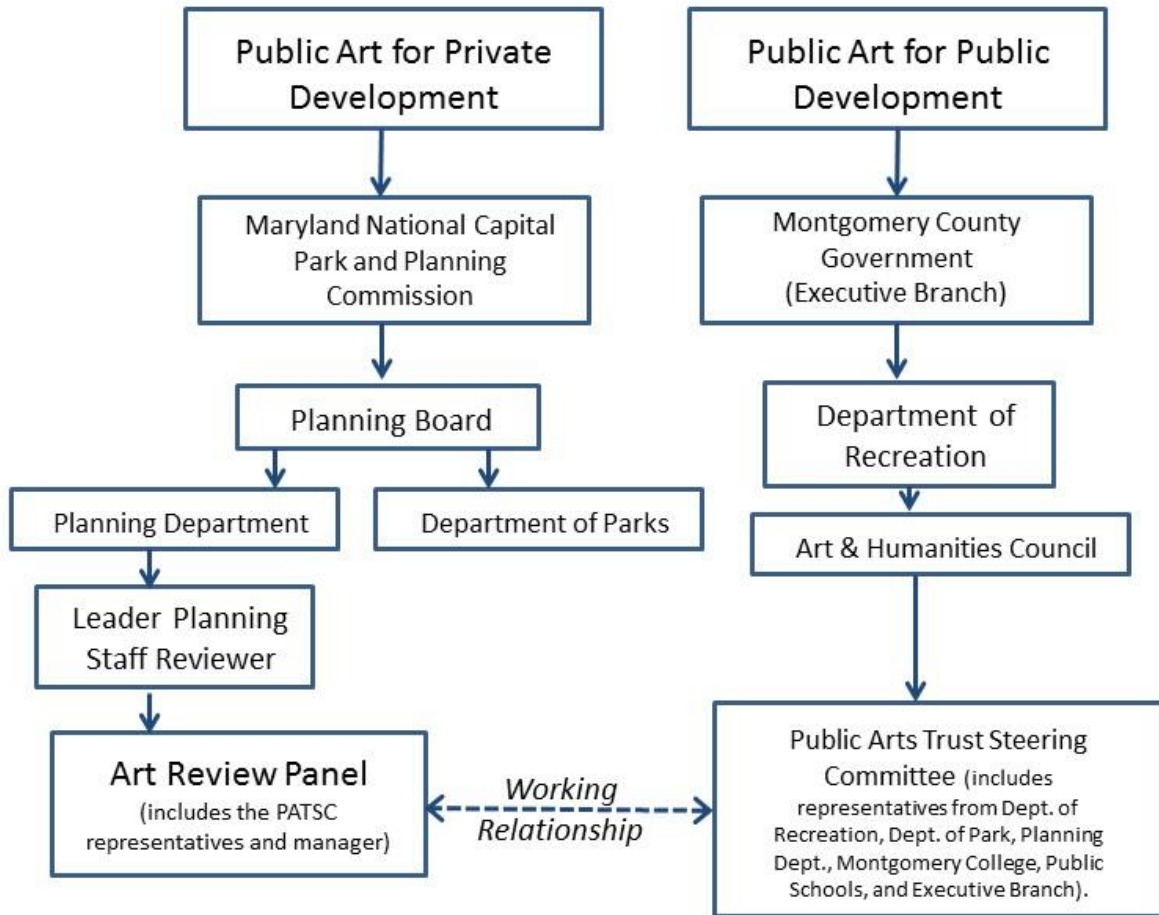 Public Art for Private
Development
Public Art for Public
Development
Maryland National Capital
Park and Planning
Commission
Montgomery County
Government
(Executive Branch)
Planning Board
Department of
Recreation
Planning Department
Department of Parks
Art & Humanities Council
Leader Planning
Staff Reviewer
Art Review Panel
(includes the PATSC
representatives and manager)
Working
Relationship
Public Arts Trust Steering
Committee (includes
representatives from Dept. of
Recreation, Dept. of Park, Planning
Dept., Montgomery College, Public
Schools, and Executive Branch).